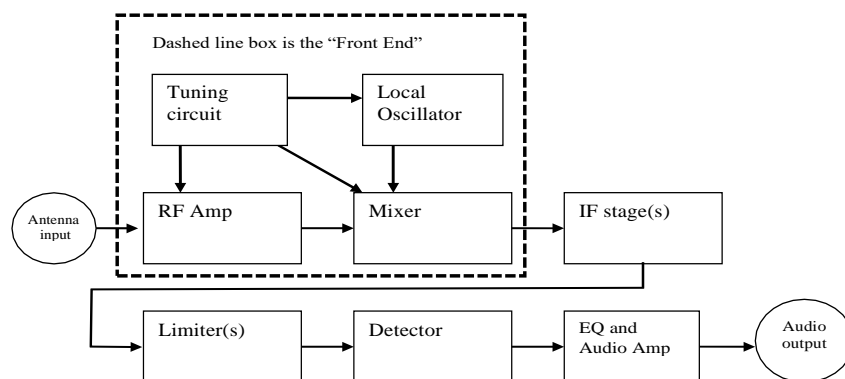 Dashed line box is the “Front End”
Tuning
circuit
Local
Oscillator
Antenna
input
RF Amp
Mixer
IF stage(s)
Limiter(s)
Detector
EQ and
Audio Amp
Audio
output